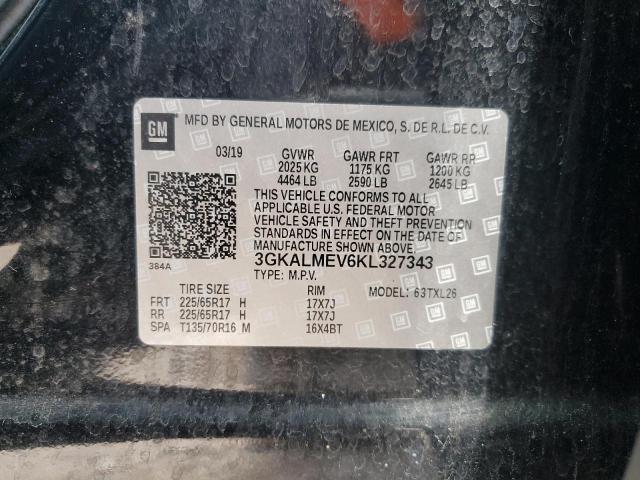 GM MFD BY GENERAL MOTORS DE MEXICO, S. DE R.L. DE C.V.
03/19 GVWR GAWR FRT GAWR RR
2025 KG 1175 KG 1200 KG
4464 LB 2590 LB 2645 LB
THIS VEHICLE CONFORMS TO ALL
APPLICABLE U.S. FEDERAL MOTOR
VEHICLE SAFETY AND THEFT PREVENTION
STANDARDS IN EFFECT ON THE DATE OF
MANUFACTURE SHOWN ABOVE.
384A
3GKALMEV6KL327343
TYPE: M.P.V. MODEL: 63TXL26
TIRE SIZE RIM
FRT 225/65R17 H 17X7J
RR 225/65R17 H 17X7J
SPA T135/70R16 M 16X4BT